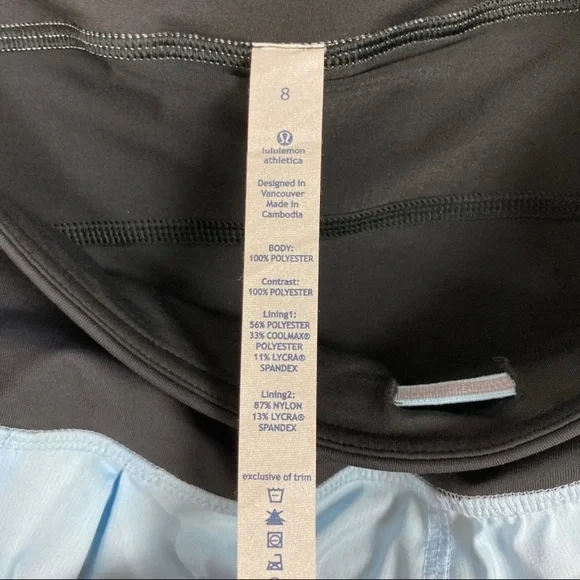 8
lululemon
athletica
Designed in
Vancouver
Made in
Cambodia
BODY:
100% POLYESTER
Contrast:
100% POLYESTER
Lining1:
56% POLYESTER
33% COOLMAX®
POLYESTER
11% LYCRA®
SPANDEX
Lining2:
87% NYLON
13% LYCRA®
SPANDEX
exclusive of trim